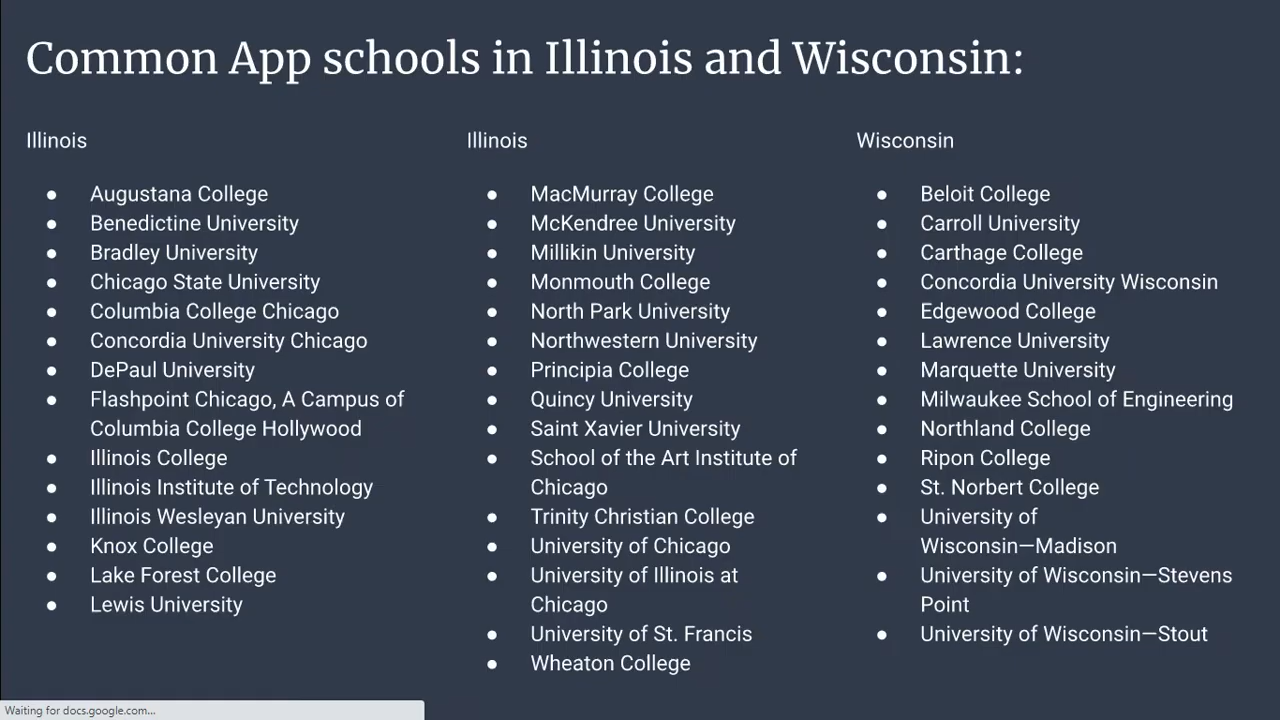 Common App schools in Illinois and Wisconsin:
Illinois
● Augustana College
● Benedictine University
● Bradley University
● Chicago State University
● Columbia College Chicago
● Concordia University Chicago
● DePaul University
● Flashpoint Chicago, A Campus of
Columbia College Hollywood
● Illinois College
● Illinois Institute of Technology
● Illinois Wesleyan University
● Knox College
● Lake Forest College
● Lewis University
Illinois
● MacMurray College
● McKendree University
● Millikin University
● Monmouth College
● North Park University
● Northwestern University
● Principia College
● Quincy University
● Saint Xavier University
● School of the Art Institute of
Chicago
● Trinity Christian College
● University of Chicago
● University of Illinois at
Chicago
● University of St. Francis
● Wheaton College
Wisconsin
● Beloit College
● Carroll University
● Carthage College
● Concordia University Wisconsin
● Edgewood College
● Lawrence University
● Marquette University
● Milwaukee School of Engineering
● Northland College
● Ripon College
● St. Norbert College
● University of
Wisconsin—Madison
● University of Wisconsin—Stevens
Point
● University of Wisconsin—Stout
Waiting for docs.google.com...